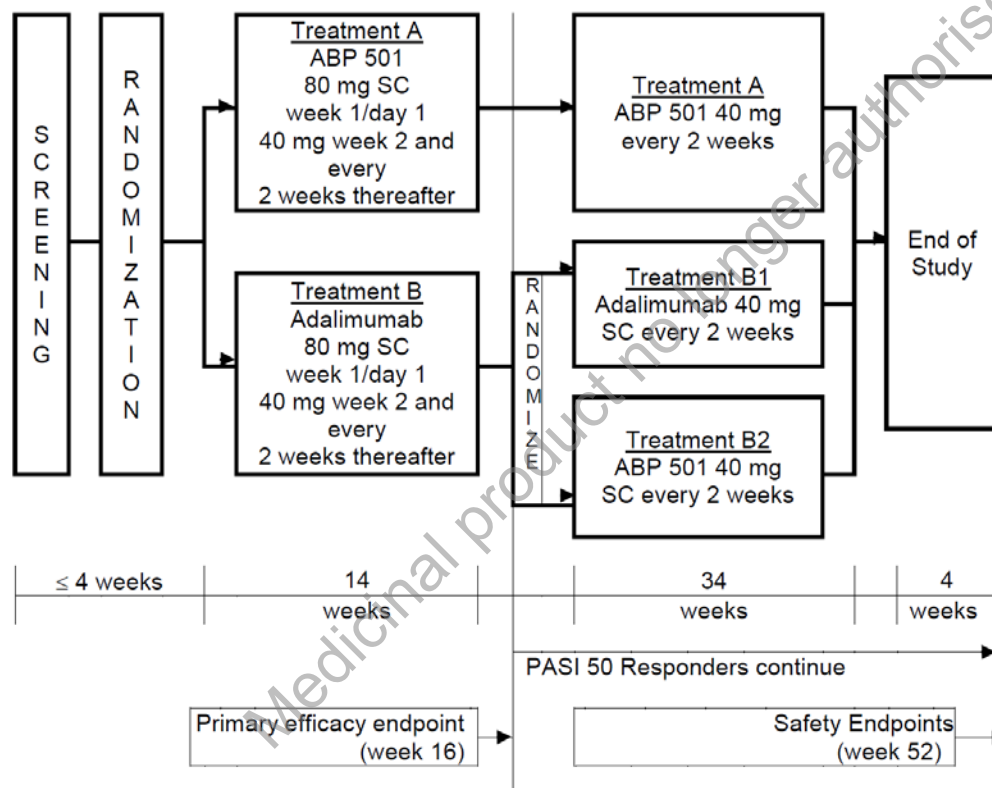 SCREENING
RANDOMIZATION
Treatment A
ABP 501
80 mg SC
week 1/day 1
40 mg week 2 and
every
2 weeks thereafter
Treatment B
Adalimumab
80 mg SC
week 1/day 1
40 mg week 2 and
every
2 weeks thereafter
RANDOMIZE
Treatment A
ABP 501 40 mg
every 2 weeks
Treatment B1
Adalimumab 40 mg
SC every 2 weeks
Treatment B2
ABP 501 40 mg
SC every 2 weeks
End of
Study
≤ 4 weeks
14
weeks
34
weeks
4
weeks
PASI 50 Responders continue
Primary efficacy endpoint
(week 16)
Safety Endpoints
(week 52)
Medicinal product no longer authoris